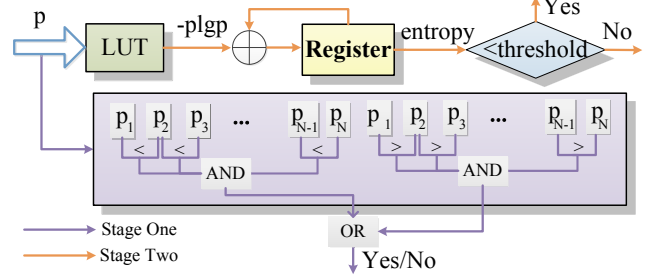 p
LUT
-plgp
Register
entropy
<threshold
Yes
No
p1 p2 p3 ... pN-1 pN p1 p2 p3 ... pN-1 pN
< < < > > >
AND AND
OR
Stage One
Stage Two
Yes/No